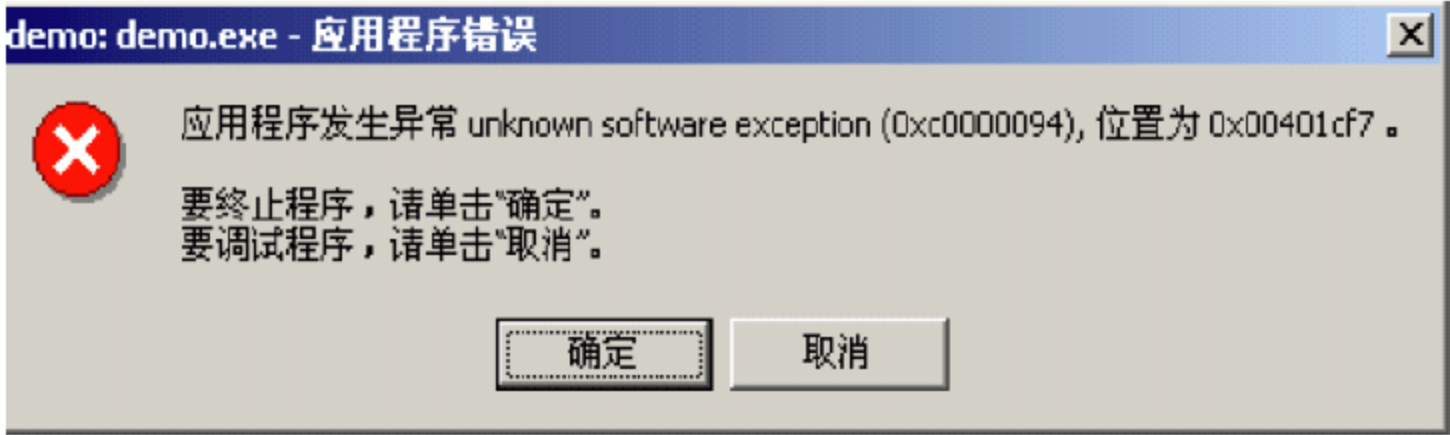 demo: demo.exe - 应用程序错误
应用程序发生异常 unknown software exception (0xc0000094), 位置为 0x00401cf7 。
要终止程序，请单击“确定”。
要调试程序，请单击“取消”。
确定
取消